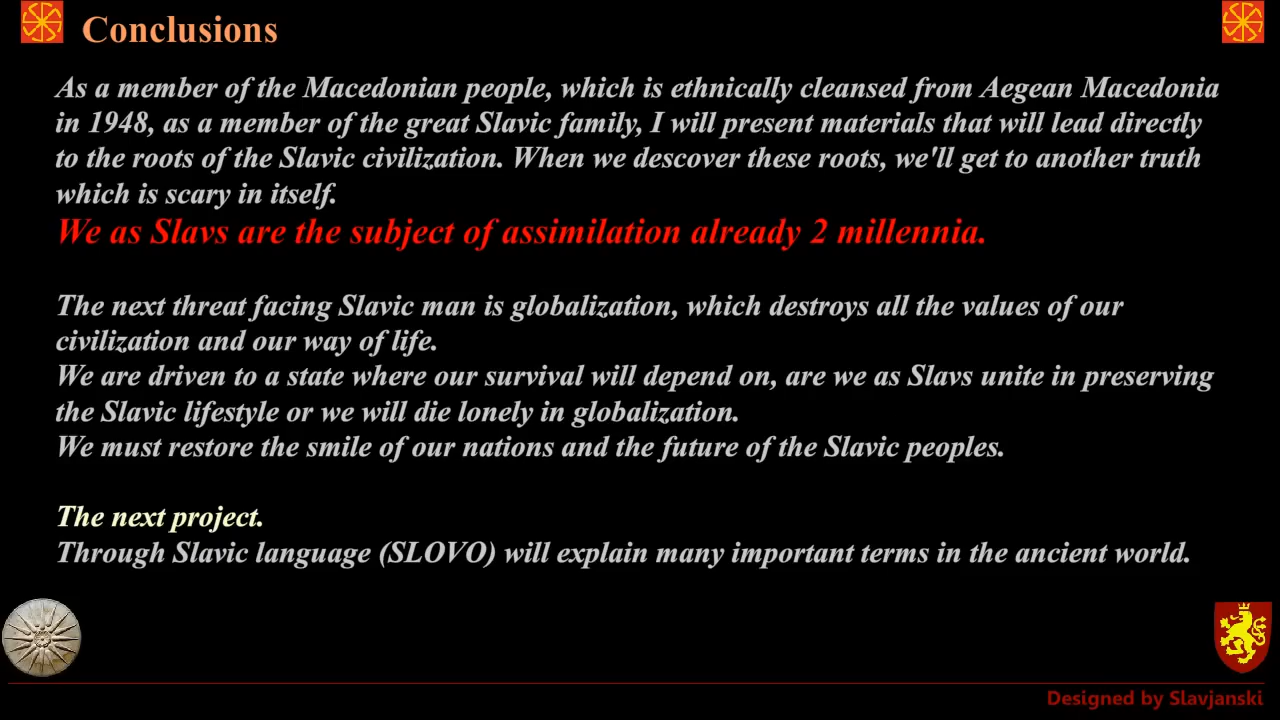 Conclusions
As a member of the Macedonian people, which is ethnically cleansed from Aegean Macedonia
in 1948, as a member of the great Slavic family, I will present materials that will lead directly
to the roots of the Slavic civilization. When we descover these roots, we'll get to another truth
which is scary in itself.
We as Slavs are the subject of assimilation already 2 millennia.
The next threat facing Slavic man is globalization, which destroys all the values of our
civilization and our way of life.
We are driven to a state where our survival will depend on, are we as Slavs unite in preserving
the Slavic lifestyle or we will die lonely in globalization.
We must restore the smile of our nations and the future of the Slavic peoples.
The next project.
Through Slavic language (SLOVO) will explain many important terms in the ancient world.
Designed by Slavjanski